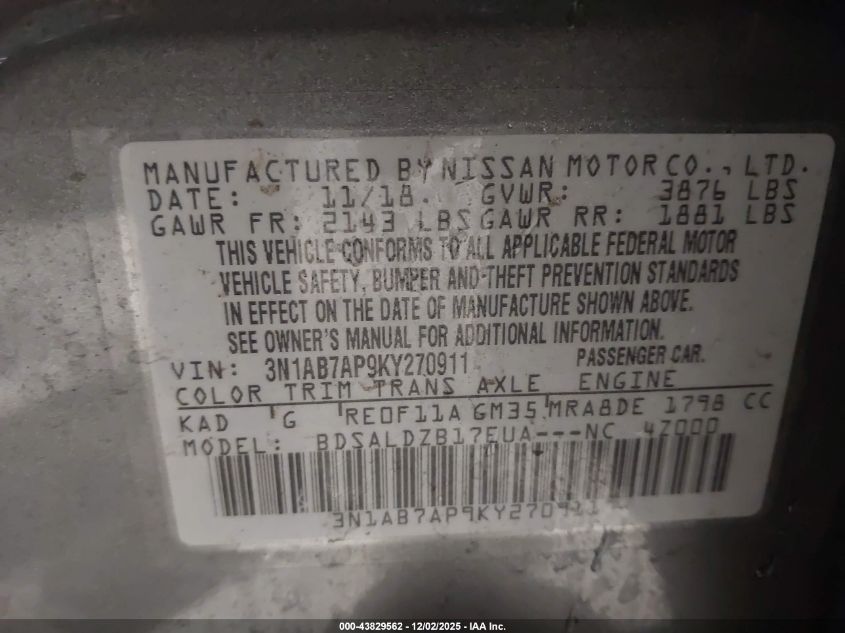 MANUFACTURED BY NISSAN MOTOR CO., LTD.
DATE: 11/18 GVWR: 3876 LBS
GAWR FR: 2143 LBS GAWR RR: 1881 LBS
THIS VEHICLE CONFORMS TO ALL APPLICABLE FEDERAL MOTOR
VEHICLE SAFETY, BUMPER AND THEFT PREVENTION STANDARDS
IN EFFECT ON THE DATE OF MANUFACTURE SHOWN ABOVE.
SEE OWNER'S MANUAL FOR ADDITIONAL INFORMATION.
VIN: 3N1AB7AP9KY270911 PASSENGER CAR.
COLOR TRIM TRANS AXLE ENGINE
KAD G RE0F11A GM35 MRA8DE 1798 CC
MODEL: BDSALDZB17EUA---NC 4Z000
3N1AB7AP9KY270911
000-43829562 - 12/02/2025 - IAA Inc.